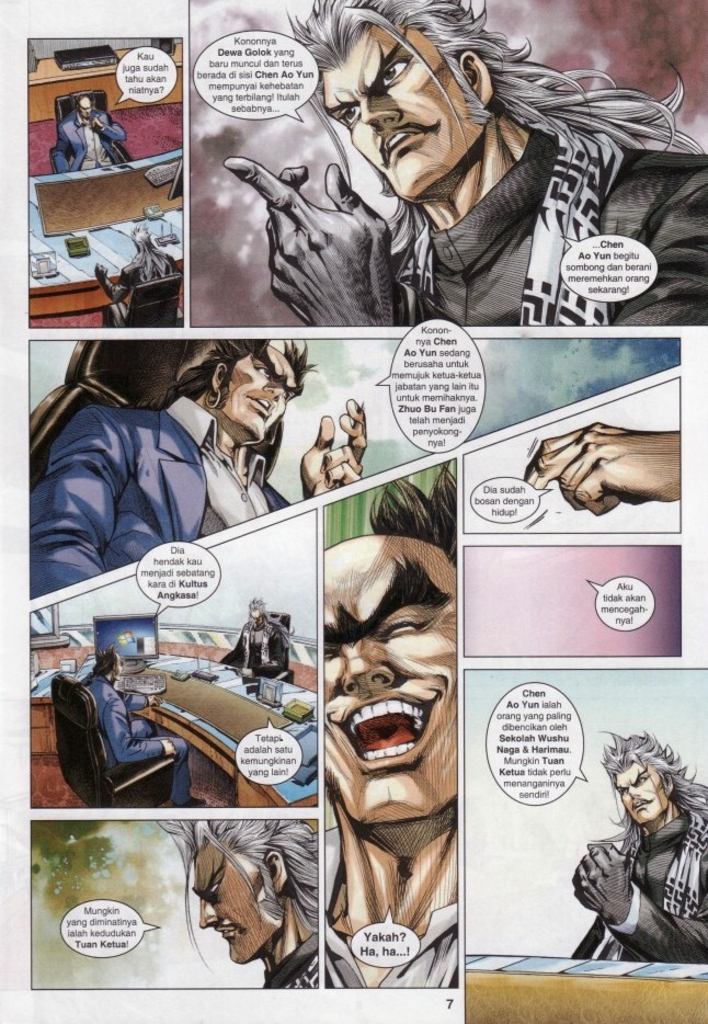 Kau
juga sudah
tahu akan
niatnya?
Kononnya
Dewa Golok yang
baru muncul dan terus
berada di sisi Chen Ao Yun
mempunyai kehebatan
yang terbilang! Itulah
sebabnya...
...Chen
Ao Yun begitu
sombong dan berani
meremehkan orang
sekarang!
Konon-
nya Chen
Ao Yun sedang
berusaha untuk
memujuk ketua-ketua
jabatan yang lain itu
untuk memihaknya.
Zhuo Bu Fan juga
telah menjadi
penyokong-
nya!
Dia sudah
bosan dengan
hidup!
Aku
tidak akan
mencegah-
nya!
Dia
hendak kau
menjadi sebatang
kara di Kultus
Angkasa!
Tetapi,
adalah satu
kemungkinan
yang lain!
Mungkin
yang diminatinya
ialah kedudukan
Tuan Ketua!
Yakah?
Ha, ha...!
Chen
Ao Yun ialah
orang yang paling
dibencikan oleh
Sekolah Wushu
Naga & Harimau.
Mungkin Tuan
Ketua tidak perlu
menanganinya
sendiri!
7